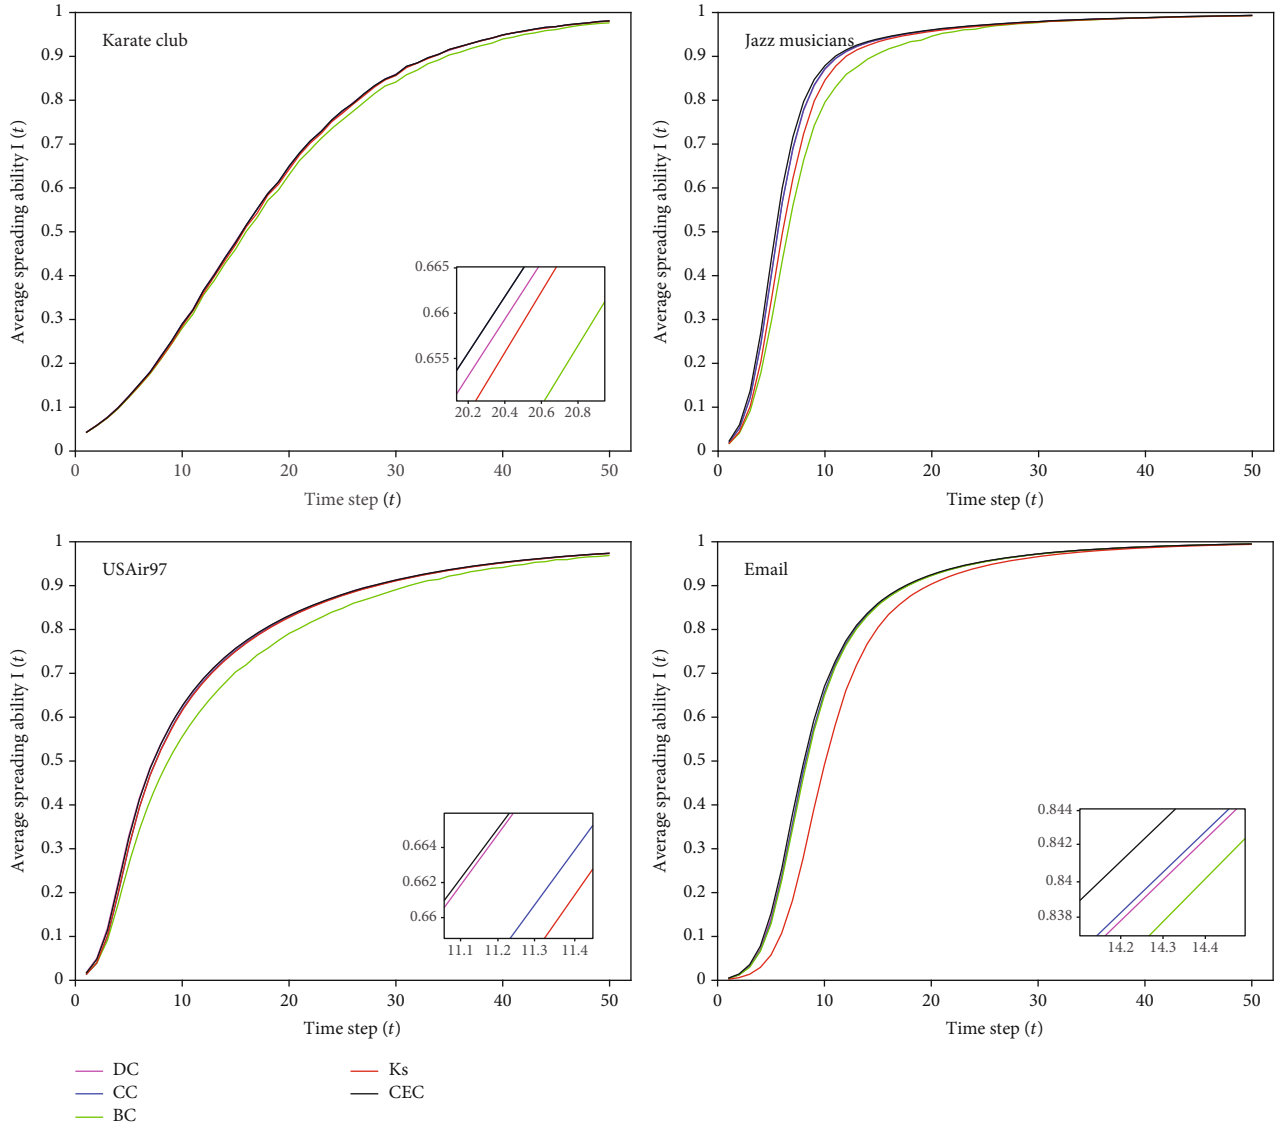 Karate club
Average spreading ability I (t)
1
0.9
0.8
0.7
0.6
0.5
0.4
0.3
0.2
0.1
0
0 10 20 30 40 50
Time step (t)
0.665
0.66
0.655
20.2 20.4 20.6 20.8
Jazz musicians
Average spreading ability I (t)
1
0.9
0.8
0.7
0.6
0.5
0.4
0.3
0.2
0.1
0
0 10 20 30 40 50
Time step (t)
USAir97
Average spreading ability I (t)
1
0.9
0.8
0.7
0.6
0.5
0.4
0.3
0.2
0.1
0
0 10 20 30 40 50
Time step (t)
0.664
0.662
0.66
11.1 11.2 11.3 11.4
Email
Average spreading ability I (t)
1
0.9
0.8
0.7
0.6
0.5
0.4
0.3
0.2
0.1
0
0 10 20 30 40 50
Time step (t)
0.844
0.842
0.84
0.838
14.2 14.3 14.4
DC
CC
BC
Ks
CEC